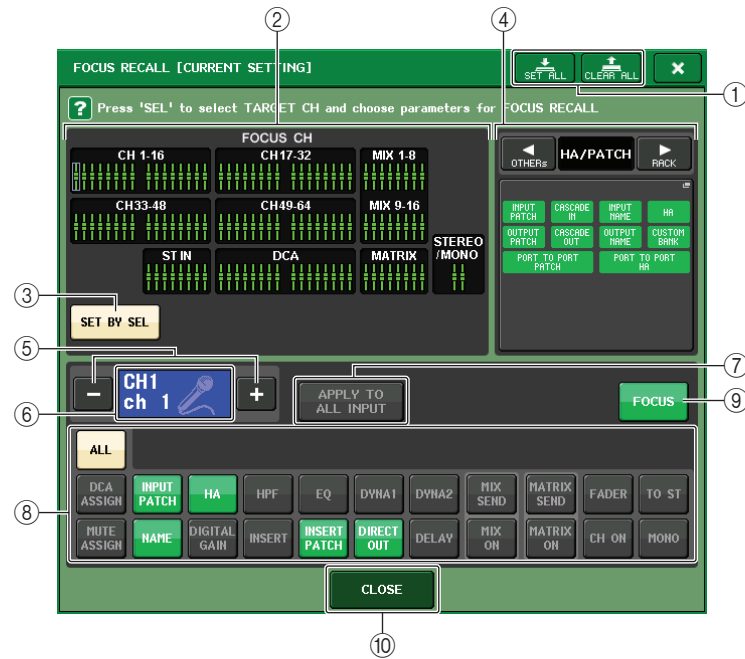 ② ④
FOCUS RECALL [CURRENT SETTING]
SET ALL
CLEAR ALL
×
①
? Press 'SEL' to select TARGET CH and choose parameters for FOCUS RECALL
FOCUS CH
CH 1-16
CH17-32
MIX 1-8
CH33-48
CH49-64
MIX 9-16
ST IN
DCA
MATRIX
STEREO
/MONO
OTHERs
HA/PATCH
RACK
INPUT
PATCH
CASCADE
IN
INPUT
NAME
HA
OUTPUT
PATCH
CASCADE
OUT
OUTPUT
NAME
CUSTOM
BANK
PORT TO PORT
PATCH
PORT TO PORT
HA
③
SET BY SEL
⑤
⑥
−
CH1
ch 1
+
APPLY TO
ALL INPUT
⑦
FOCUS
⑨
⑧
ALL
DCA
ASSIGN
INPUT
PATCH
HA
HPF
EQ
DYNA1
DYNA2
MIX
SEND
MATRIX
SEND
FADER
TO ST
MUTE
ASSIGN
NAME
DIGITAL
GAIN
INSERT
INSERT
PATCH
DIRECT
OUT
DELAY
MIX
ON
MATRIX
ON
CH ON
MONO
CLOSE
⑩